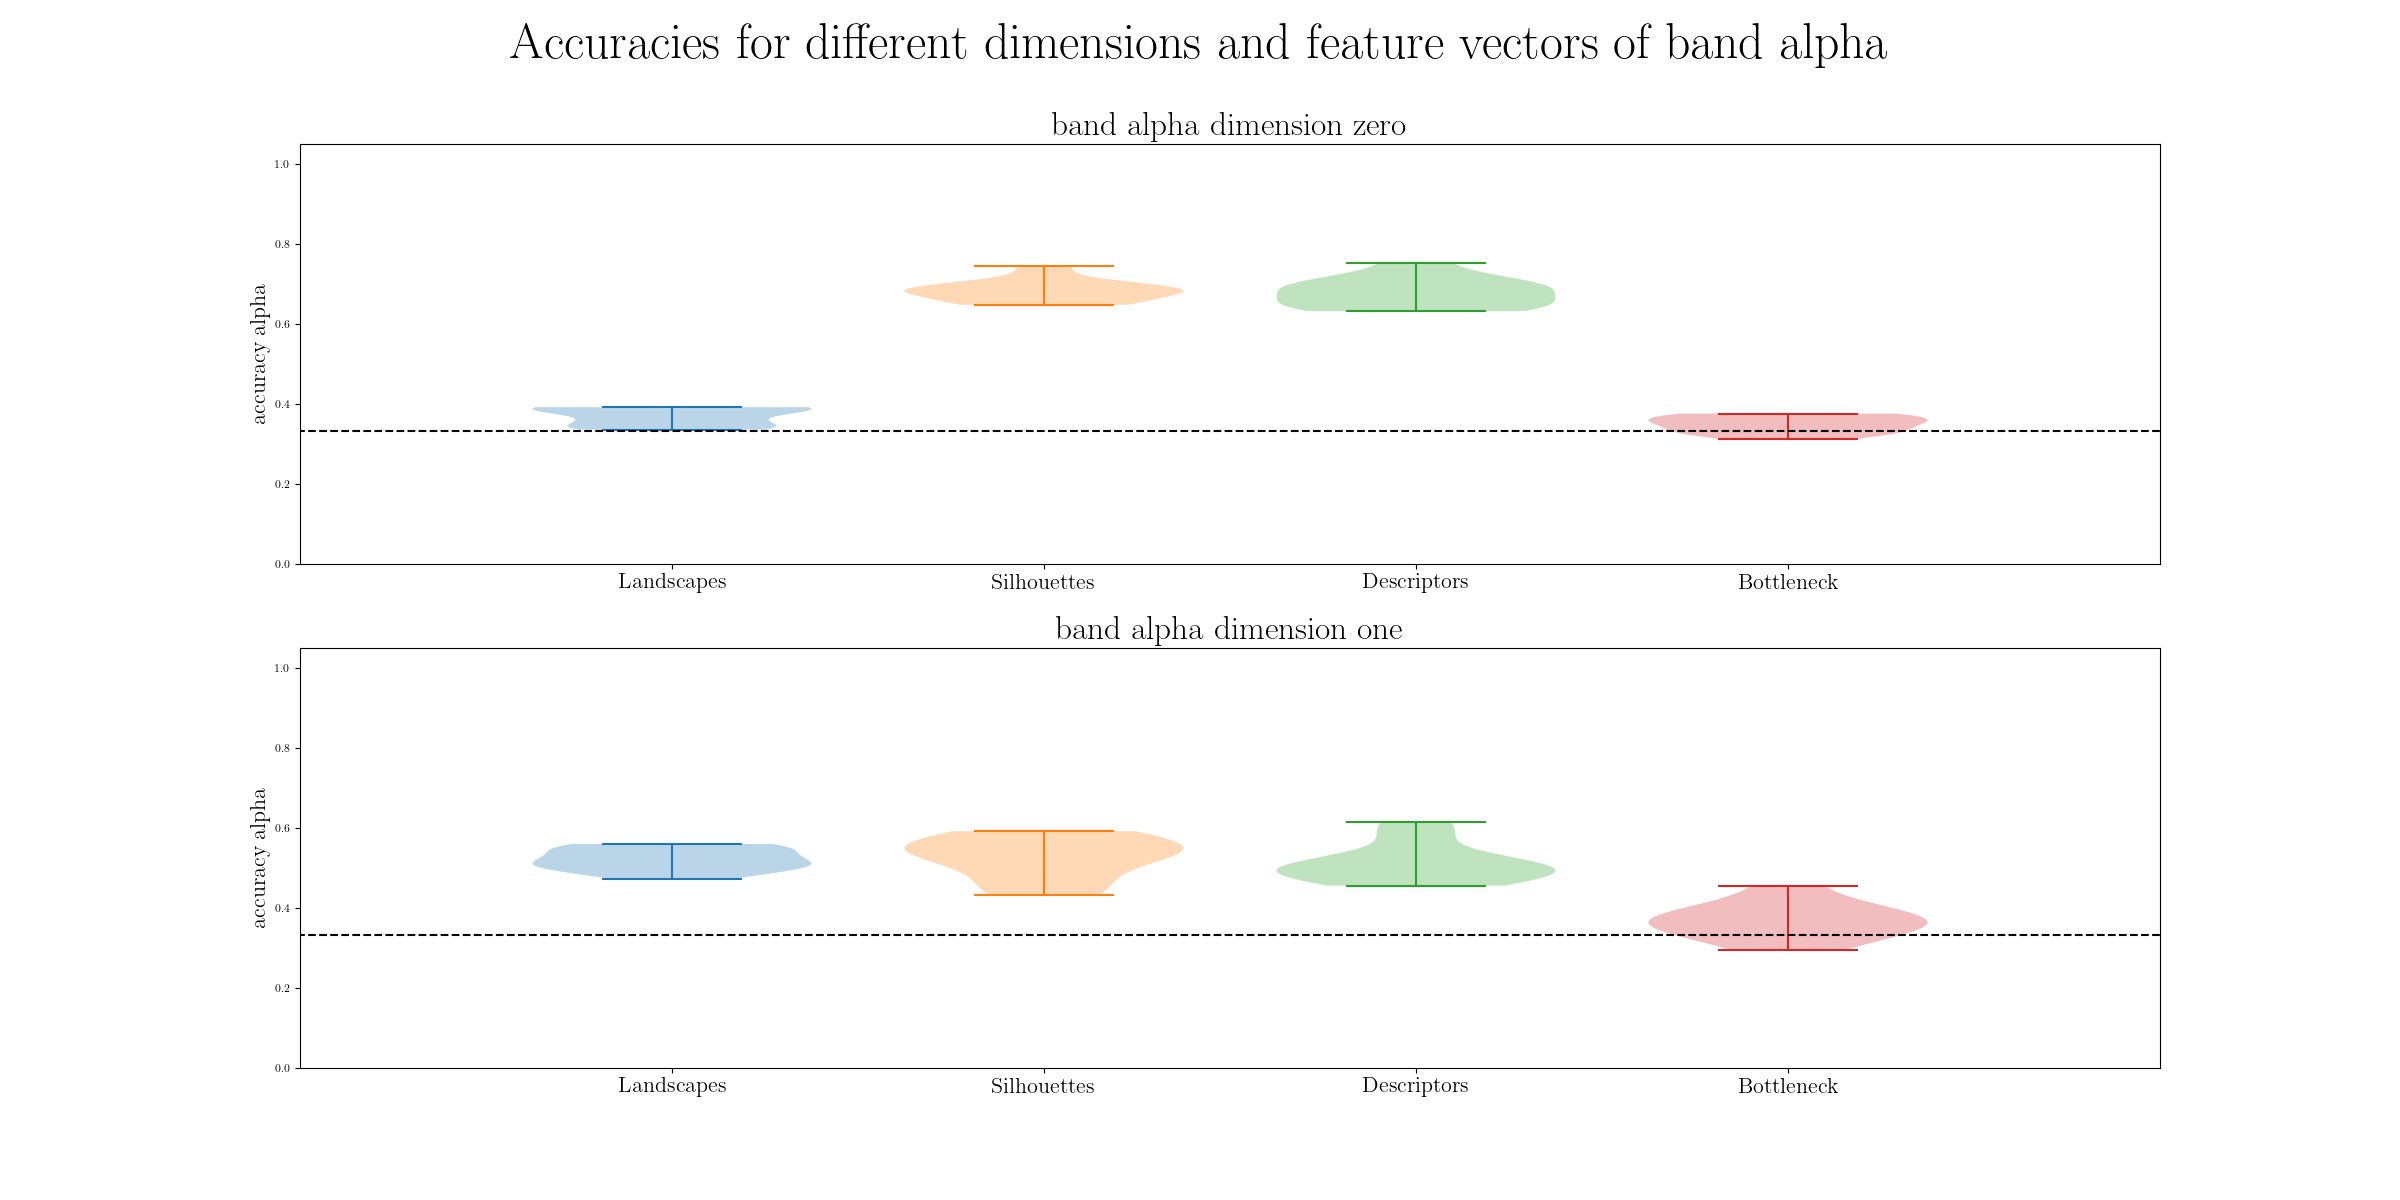 Accuracies for different dimensions and feature vectors of band alpha
band alpha dimension zero
accuracy alpha
1.0
0.8
0.6
0.4
0.2
0.0
Landscapes Silhouettes Descriptors Bottleneck
band alpha dimension one
accuracy alpha
1.0
0.8
0.6
0.4
0.2
0.0
Landscapes Silhouettes Descriptors Bottleneck